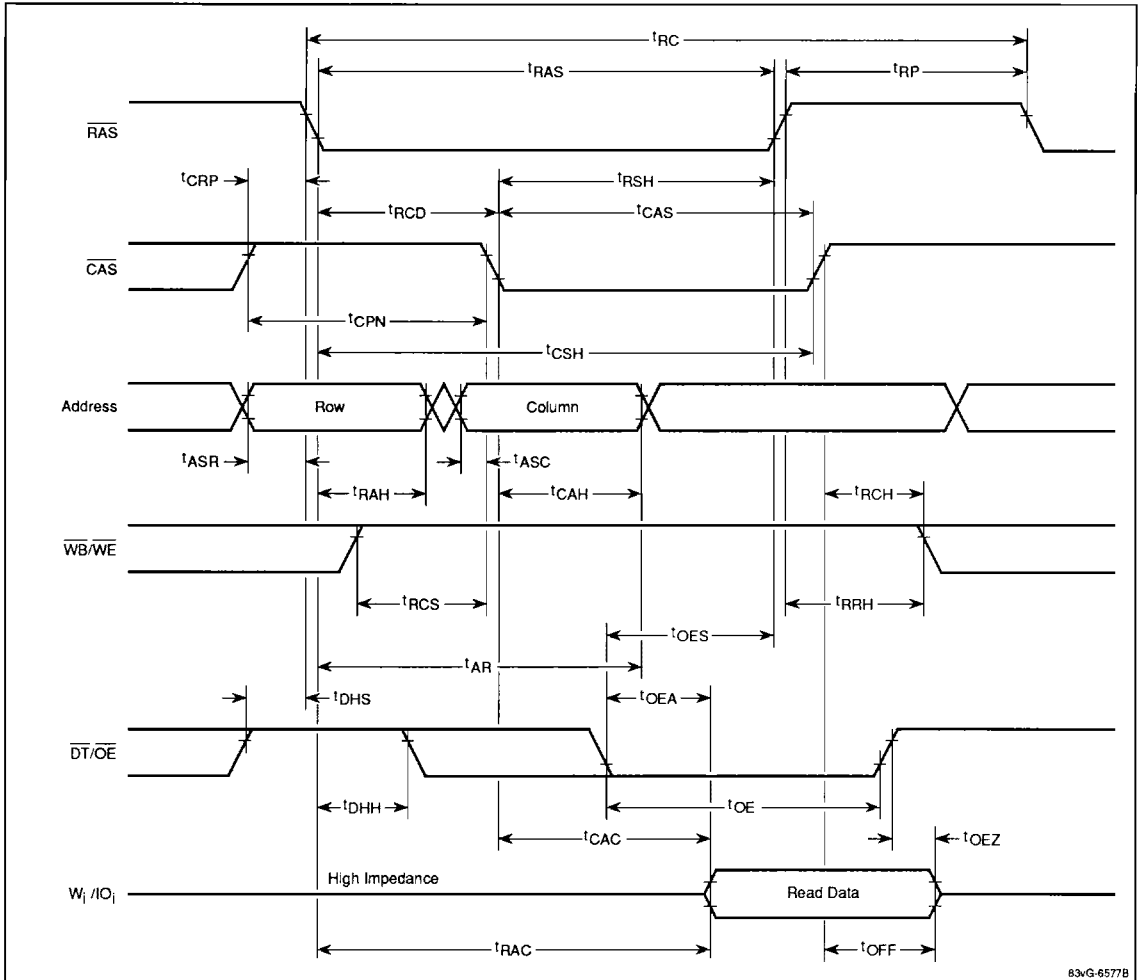 tRC
tRAS
tRP
RAS
tCRP
tRSH
tRCD
tCAS
CAS
tCPN
tCSH
Address
Row
Column
tASR
tASC
tRAH
tCAH
tRCH
WB/WE
tRCS
tRRH
tOES
tAR
tDHS
tOEA
DT/OE
tDHH
tOE
tCAC
tOEZ
High Impedance
Wi/IOi
Read Data
tRAC
tOFF
83vG-6577B